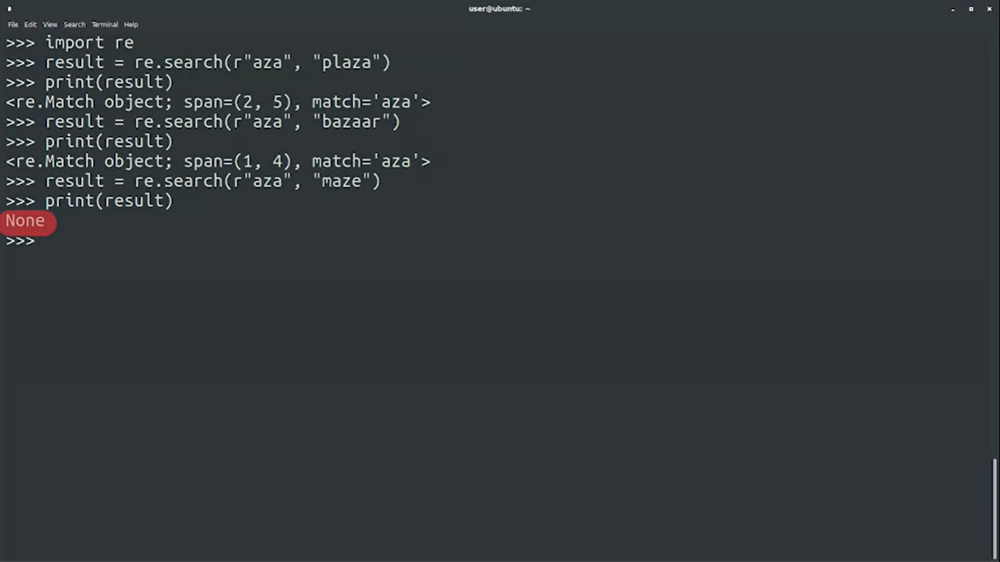 user@ubuntu: ~
File Edit View Search Terminal Help
>>> import re
>>> result = re.search(r"aza", "plaza")
>>> print(result)
<re.Match object; span=(2, 5), match='aza'>
>>> result = re.search(r"aza", "bazaar")
>>> print(result)
<re.Match object; span=(1, 4), match='aza'>
>>> result = re.search(r"aza", "maze")
>>> print(result)
None
>>>